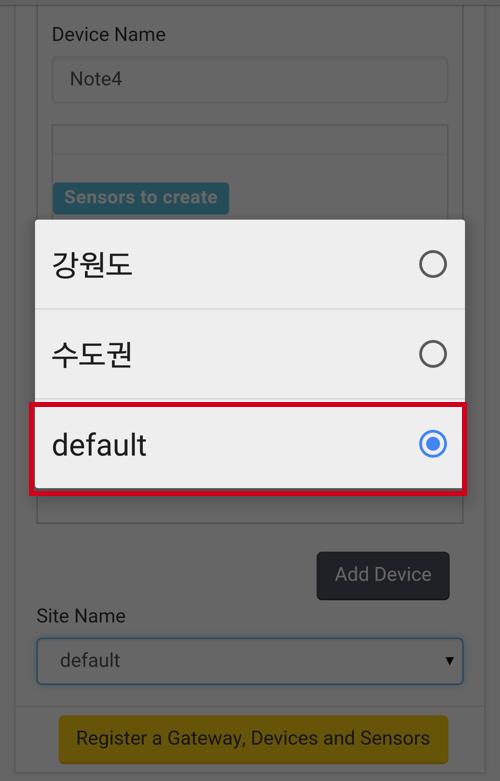 Device Name
Note4
Sensors to create
강원도
수도권
default
Add Device
Site Name
default
Register a Gateway, Devices and Sensors